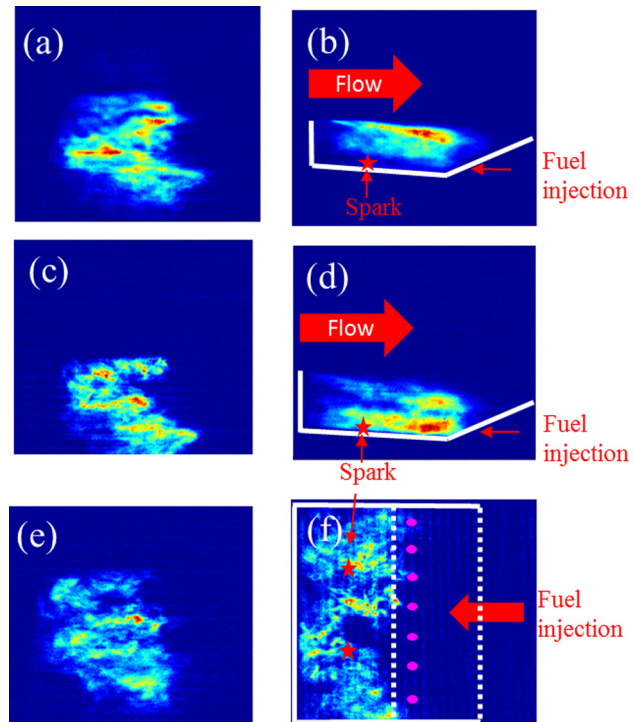 (a)
(b)
Flow
Fuel
injection
Spark
(c)
(d)
Flow
Fuel
injection
Spark
(e)
(f)
Fuel
injection